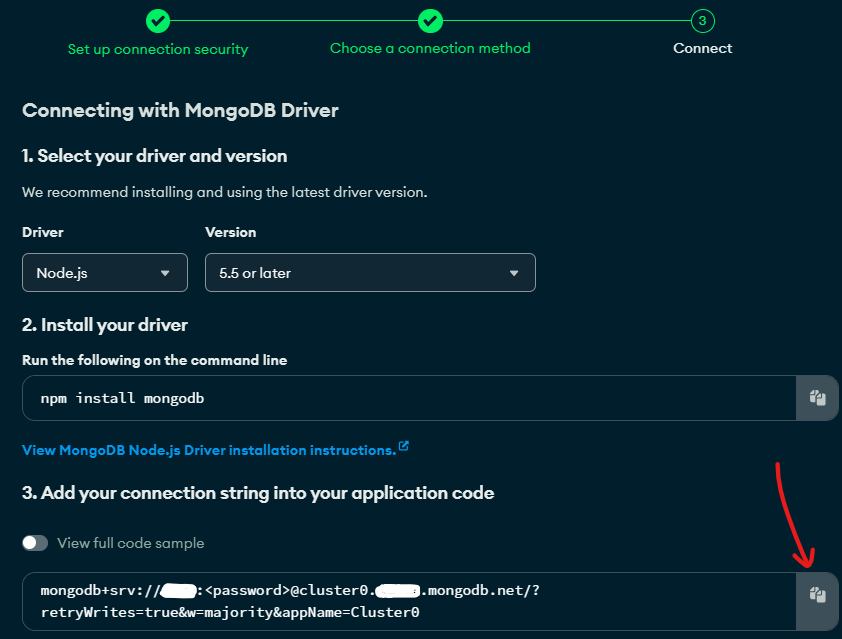 3
Set up connection security
Choose a connection method
Connect
Connecting with MongoDB Driver
1. Select your driver and version
We recommend installing and using the latest driver version.
Driver
Version
Node.js
5.5 or later
2. Install your driver
Run the following on the command line
npm install mongodb
View MongoDB Node.js Driver installation instructions.
3. Add your connection string into your application code
View full code sample
mongodb+srv:// :<password>@cluster0. .mongodb.net/?
retryWrites=true&w=majority&appName=Cluster0